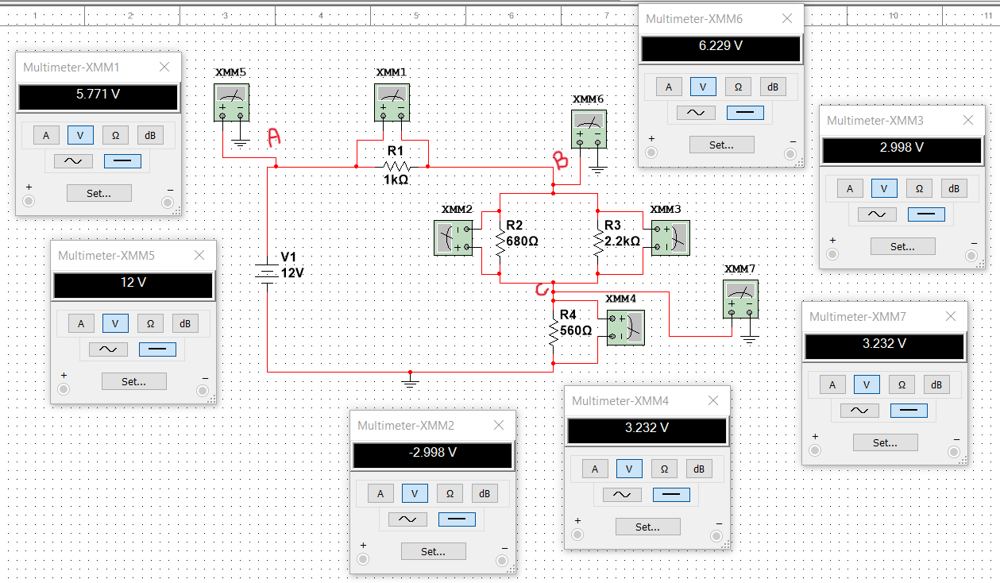 1 2 3 4 5 6 7 10 11
Multimeter-XMM1
5.771 V
A V Ω dB
Set...
+ −
Multimeter-XMM5
12 V
A V Ω dB
Set...
+ −
XMM5
+ −
A
XMM1
+ −
R1
1kΩ
XMM6
+ −
B
XMM2
+
R2
680Ω
R3
2.2kΩ
XMM3
+
V1
12V
C
XMM4
+
R4
560Ω
XMM7
+ −
Multimeter-XMM6
6.229 V
A V Ω dB
Set...
+ −
Multimeter-XMM3
2.998 V
A V Ω dB
Set...
+ −
Multimeter-XMM7
3.232 V
A V Ω dB
Set...
+ −
Multimeter-XMM2
-2.998 V
A V Ω dB
Set...
+ −
Multimeter-XMM4
3.232 V
A V Ω dB
Set...
+ −